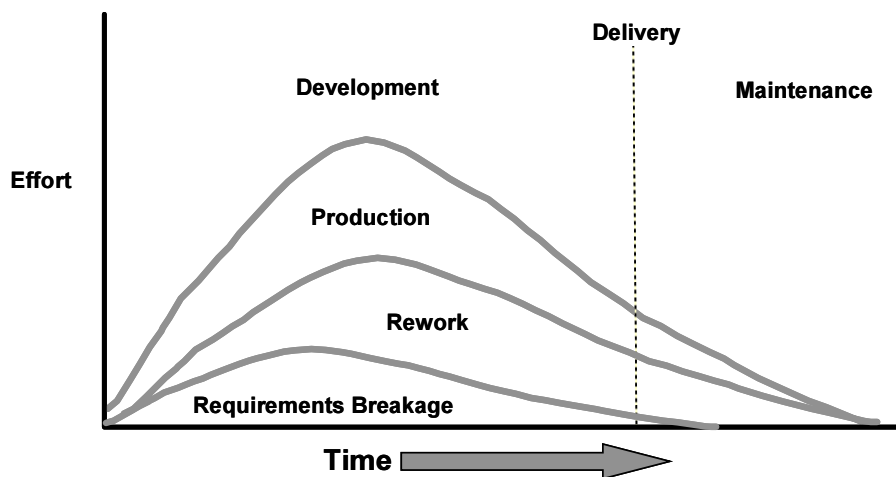 Delivery
Development
Maintenance
Effort
Production
Rework
Requirements Breakage
Time